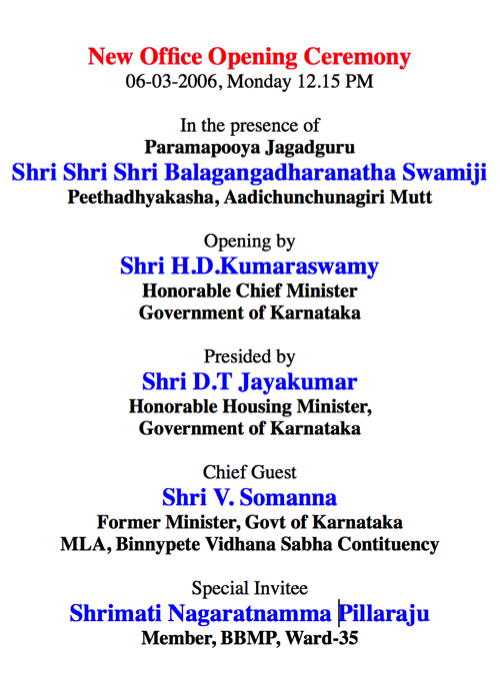 New Office Opening Ceremony
06-03-2006, Monday 12.15 PM
In the presence of
Paramapooya Jagadguru
Shri Shri Shri Balagangadharanatha Swamiji
Peethadhyakasha, Aadichunchunagiri Mutt
Opening by
Shri H.D.Kumaraswamy
Honorable Chief Minister
Government of Karnataka
Presided by
Shri D.T Jayakumar
Honorable Housing Minister,
Government of Karnataka
Chief Guest
Shri V. Somanna
Former Minister, Govt of Karnataka
MLA, Binnypete Vidhana Sabha Contituency
Special Invitee
Shrimati Nagaratnamma Pillaraju
Member, BBMP, Ward-35